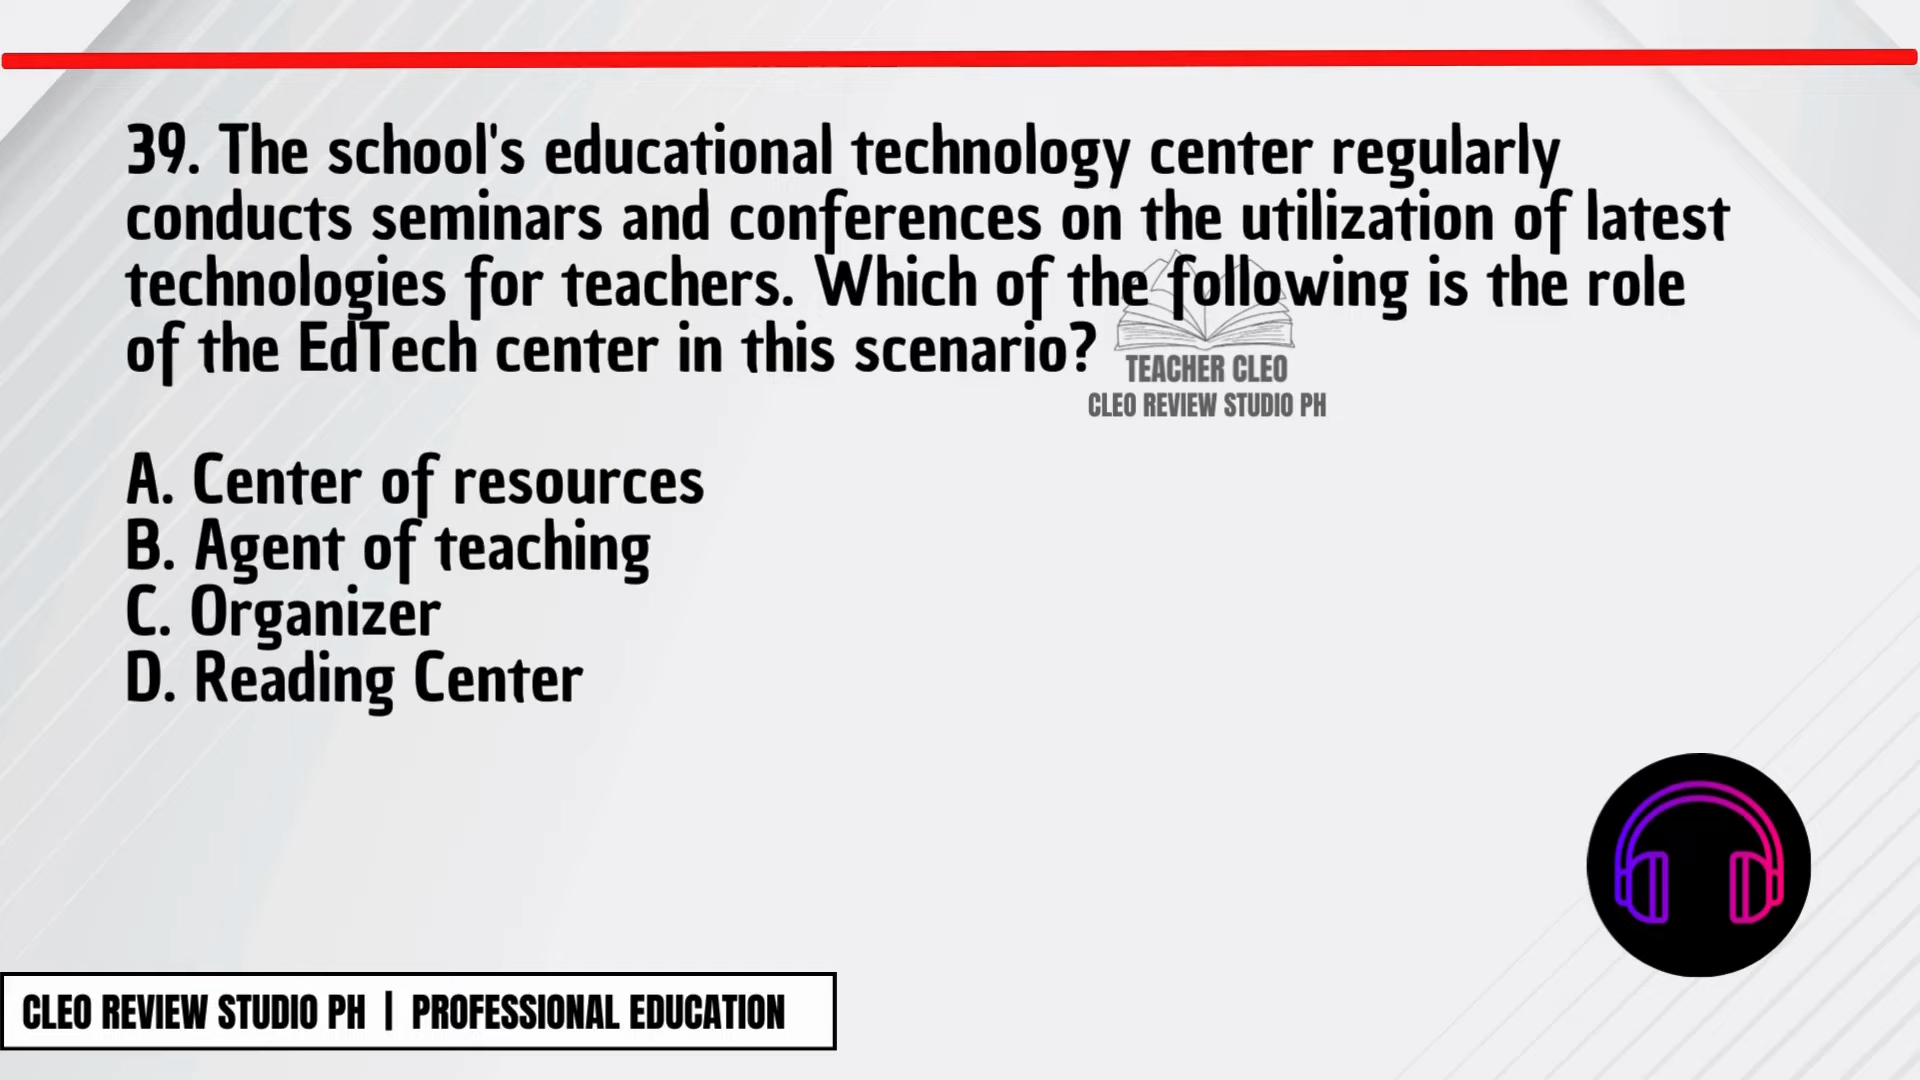 39. The school's educational technology center regularly
conducts seminars and conferences on the utilization of latest
technologies for teachers. Which of the following is the role
of the EdTech center in this scenario?
TEACHER CLEO
CLEO REVIEW STUDIO PH
A. Center of resources
B. Agent of teaching
C. Organizer
D. Reading Center
CLEO REVIEW STUDIO PH | PROFESSIONAL EDUCATION